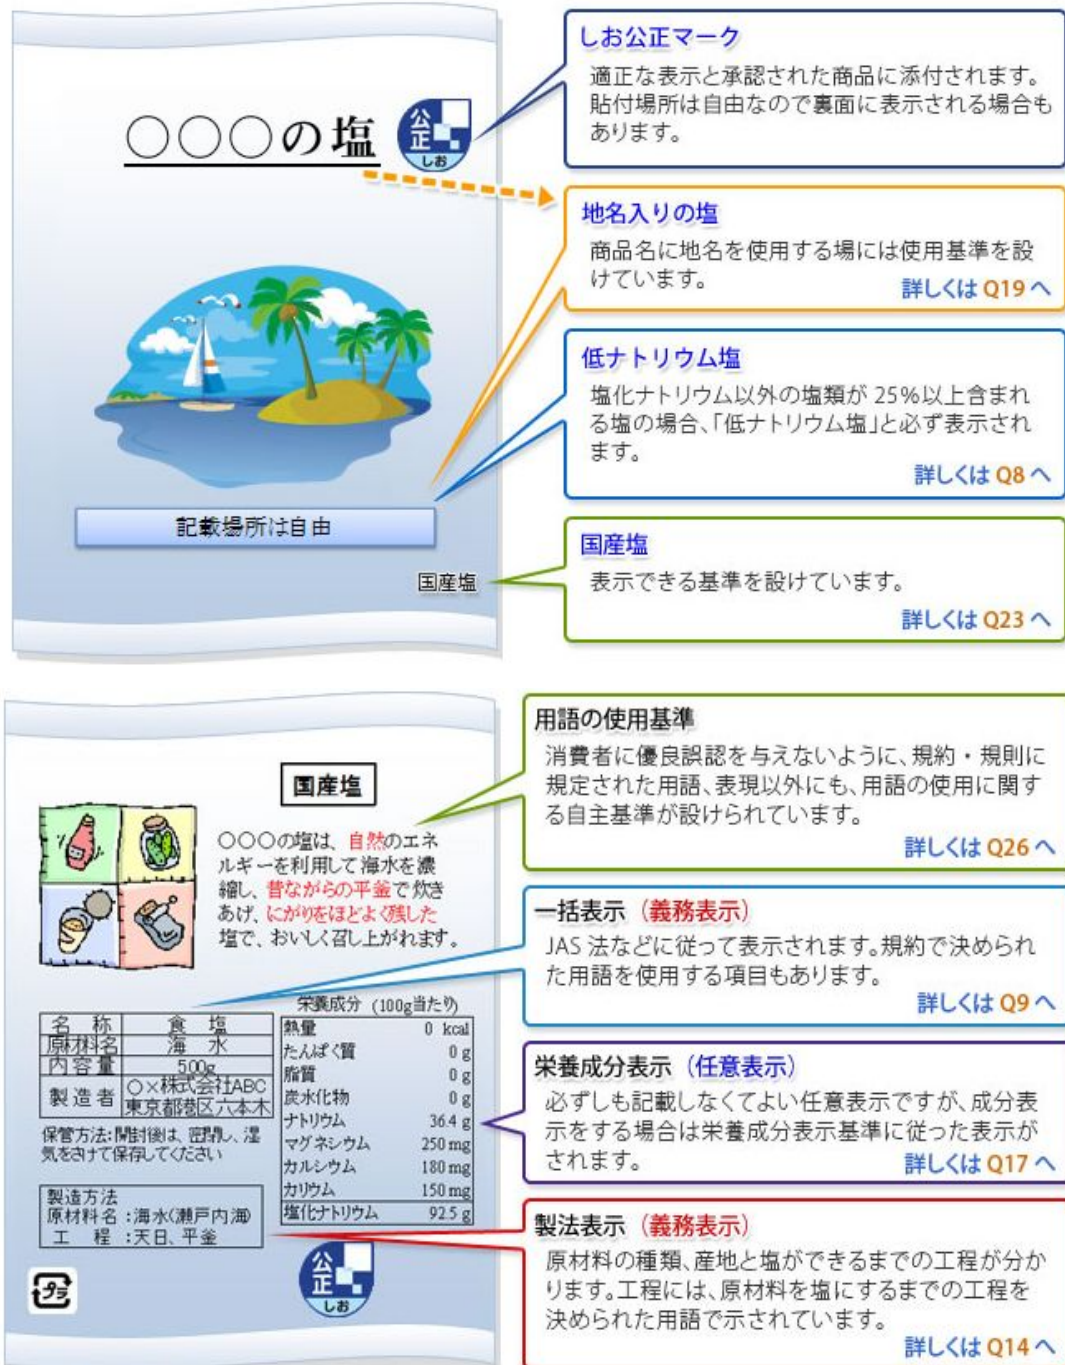 しお公正マーク
適正な表示と承認された商品に添付されます。
貼付場所は自由なので裏面に表示される場合も
あります。
○○○の塩
公正
しお
地名入りの塩
商品名に地名を使用する場には使用基準を設
けています。
詳しくは Q19 へ
低ナトリウム塩
塩化ナトリウム以外の塩類が 25%以上含まれ
る塩の場合、「低ナトリウム塩」と必ず表示され
ます。
詳しくは Q8 へ
記載場所は自由
国産塩
国産塩
表示できる基準を設けています。
詳しくは Q23 へ
用語の使用基準
消費者に優良誤認を与えないように、規約・規則に
規定された用語、表現以外にも、用語の使用に関す
る自主基準が設けられています。
詳しくは Q26 へ
国産塩
○○○の塩は、自然のエネ
ルギーを利用して海水を濃
縮し、昔ながらの平釜で炊き
あげ、にがりをほどよく残した
塩で、おいしく召し上がれます。
一括表示（義務表示）
JAS 法などに従って表示されます。規約で決められ
た用語を使用する項目もあります。
詳しくは Q9 へ
名称 食塩
原材料名 海水
内容量 500g
製造者 ○×株式会社ABC
東京都港区六本木
保管方法:開封後は、密閉し、湿
気をさけて保存してください
製造方法
原材料名:海水(瀬戸内海)
工程:天日、平釜
プラ
栄養成分 (100g当たり)
熱量 0 kcal
たんぱく質 0 g
脂質 0 g
炭水化物 0 g
ナトリウム 36.4 g
マグネシウム 250 mg
カルシウム 180 mg
カリウム 150 mg
塩化ナトリウム 92.5 g
公正
しお
栄養成分表示（任意表示）
必ずしも記載しなくてよい任意表示ですが、成分表
示をする場合は栄養成分表示基準に従った表示が
されます。
詳しくは Q17 へ
製法表示（義務表示）
原材料の種類、産地と塩ができるまでの工程が分か
ります。工程には、原材料を塩にするまでの工程を
決められた用語で示されています。
詳しくは Q14 へ